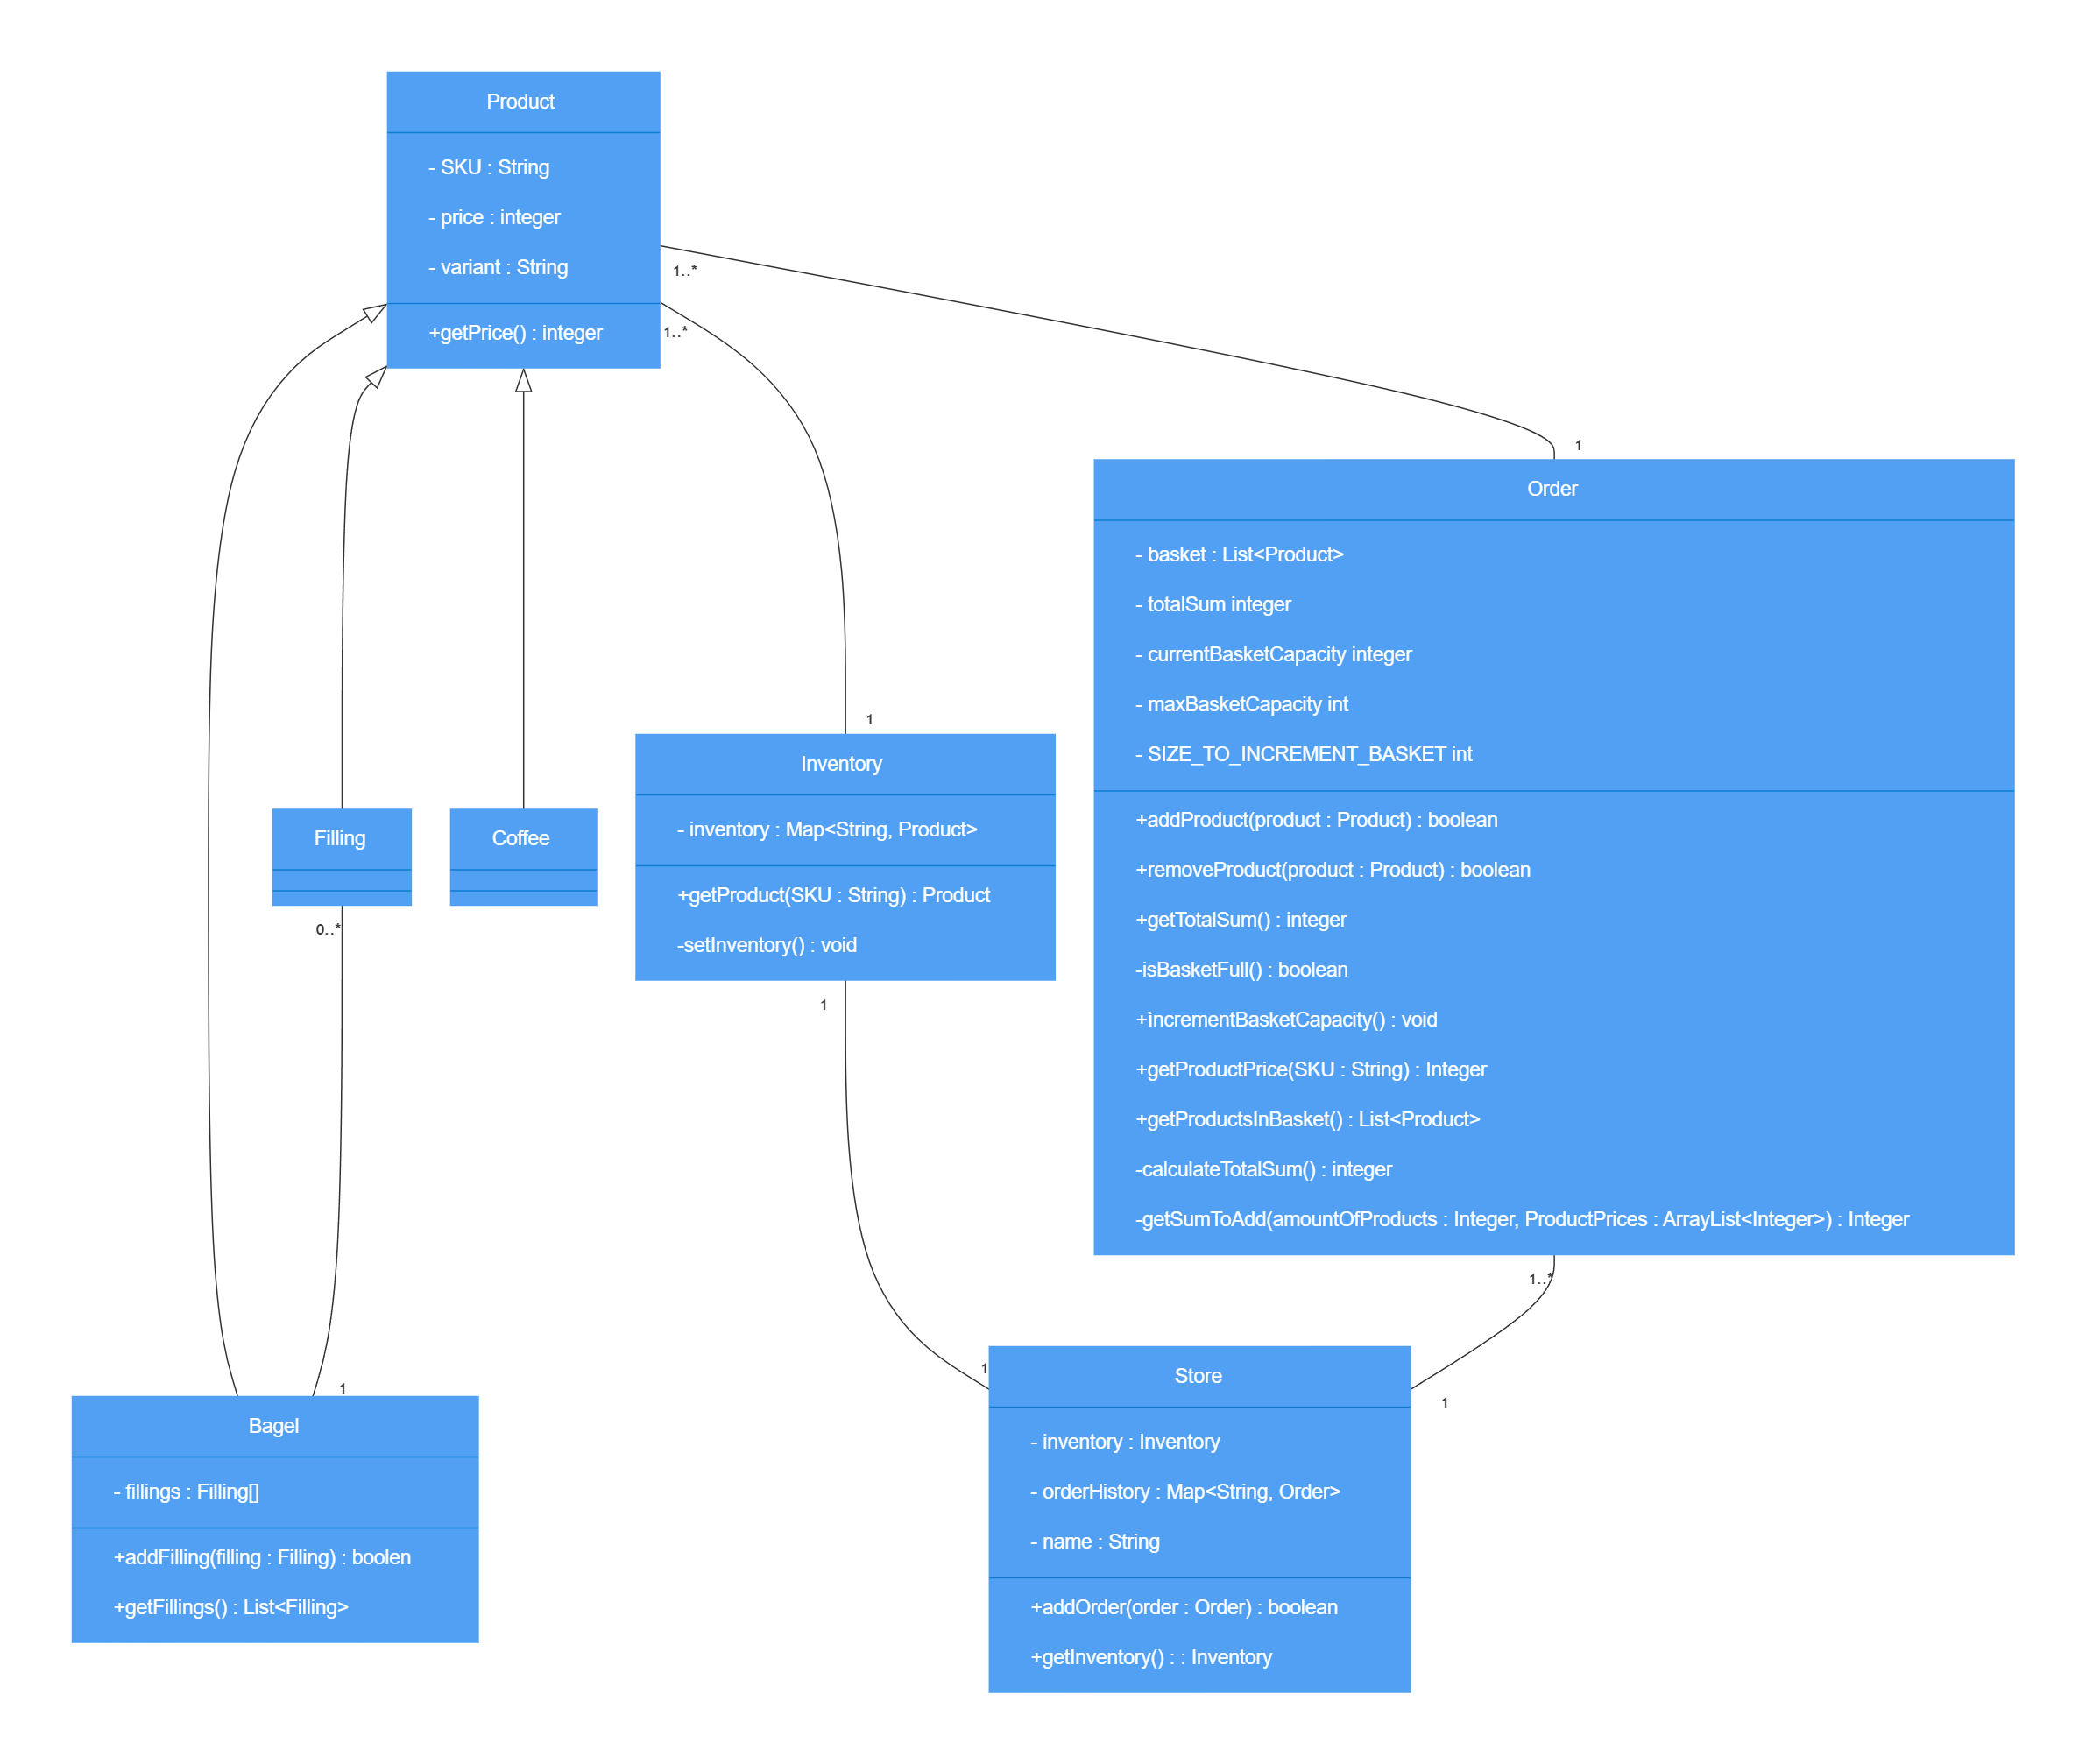 Product
- SKU : String
- price : integer
- variant : String
+getPrice() : integer
1..*
1..*
1
Order
- basket : List<Product>
- totalSum integer
- currentBasketCapacity integer
- maxBasketCapacity int
- SIZE_TO_INCREMENT_BASKET int
+addProduct(product : Product) : boolean
+removeProduct(product : Product) : boolean
+getTotalSum() : integer
-isBasketFull() : boolean
+incrementBasketCapacity() : void
+getProductPrice(SKU : String) : Integer
+getProductsInBasket() : List<Product>
-calculateTotalSum() : integer
-getSumToAdd(amountOfProducts : Integer, ProductPrices : ArrayList<Integer>) : Integer
1..*
1
Inventory
- inventory : Map<String, Product>
+getProduct(SKU : String) : Product
-setInventory() : void
1
Filling
0..*
Coffee
1
Bagel
- fillings : Filling[]
+addFilling(filling : Filling) : boolen
+getFillings() : List<Filling>
1
1
Store
- inventory : Inventory
- orderHistory : Map<String, Order>
- name : String
+addOrder(order : Order) : boolean
+getInventory() : : Inventory